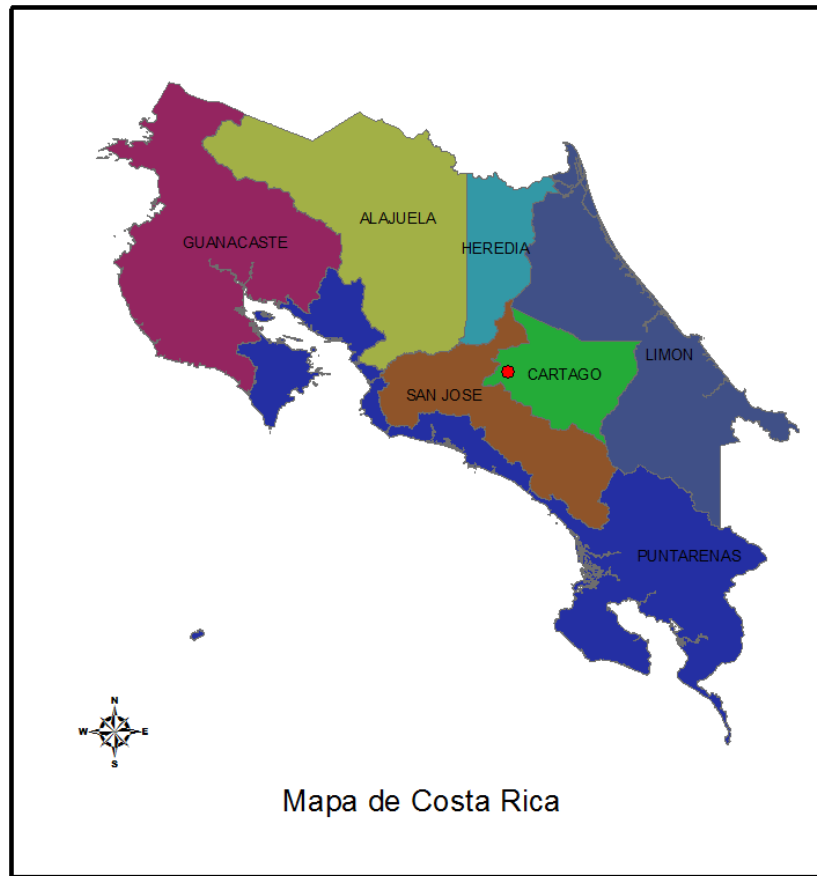 ALAJUELA
GUANACASTE
HEREDIA
LIMON
CARTAGO
SAN JOSE
PUNTARENAS
N
W E
S
Mapa de Costa Rica